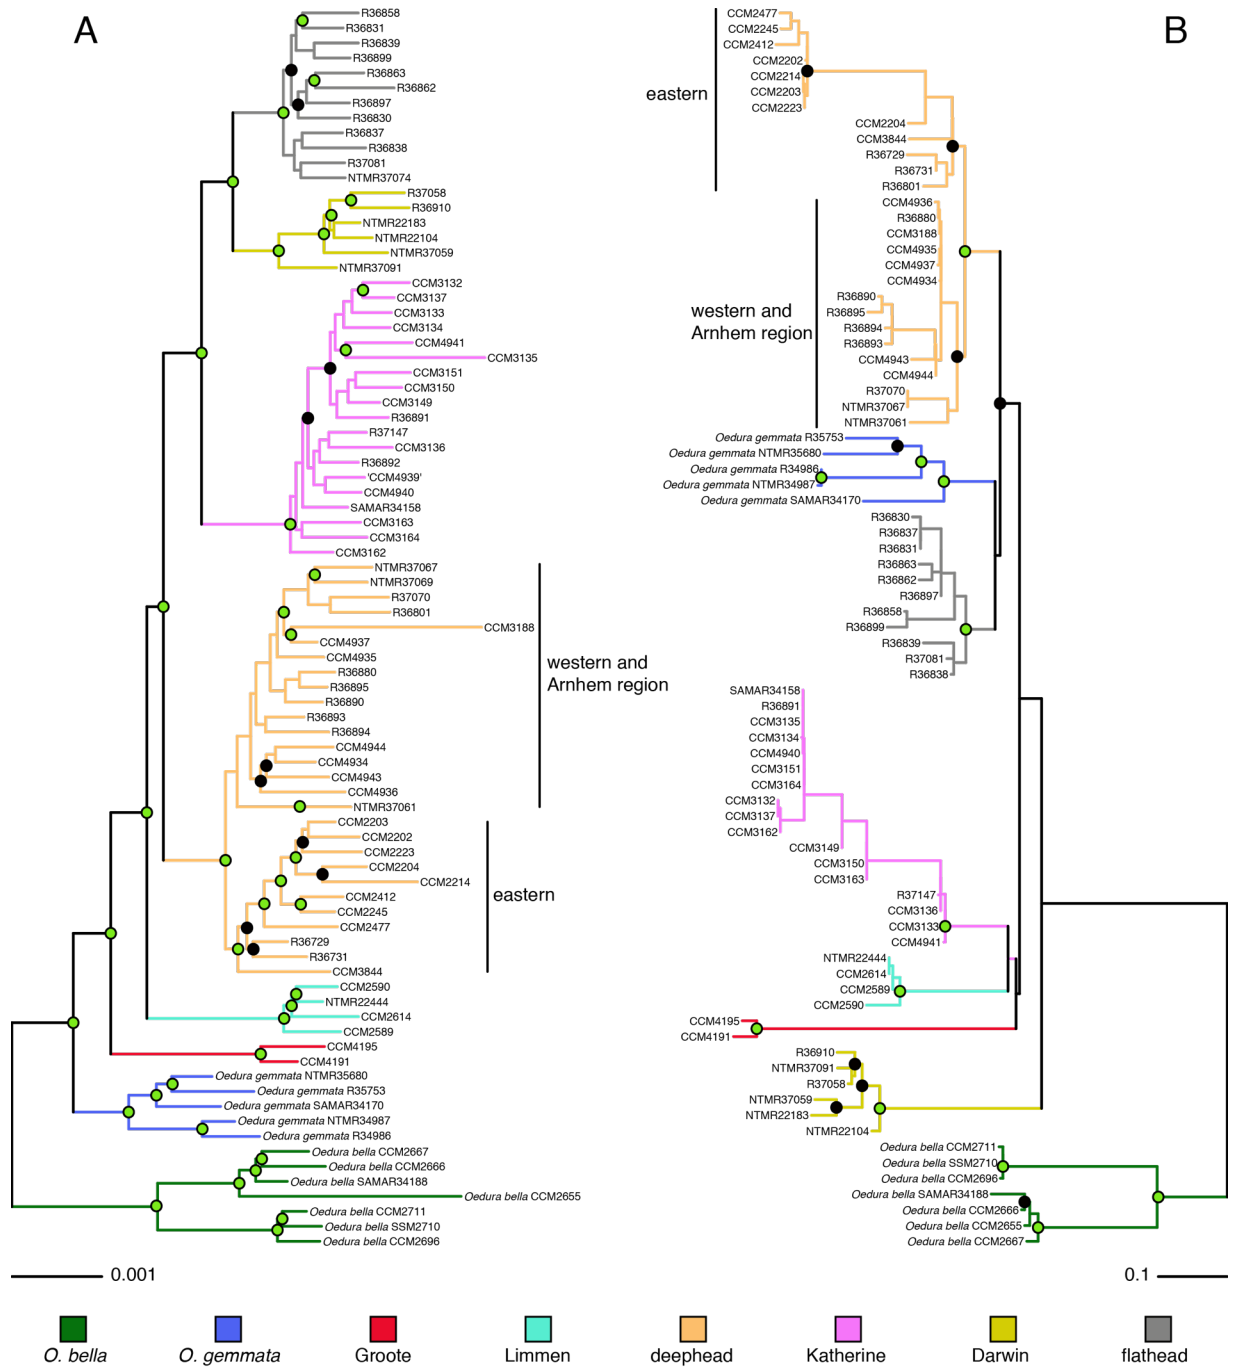 A
R36858
R36831
R36839
R36899
R36863
R36862
R36897
R36830
R36837
R36838
R37081
NTMR37074
R37058
R36910
NTMR22183
NTMR22104
NTMR37059
NTMR37091
CCM3132
CCM3137
CCM3133
CCM3134
CCM4941
CCM3135
CCM3151
CCM3150
CCM3149
R36891
R37147
CCM3136
R36892
'CCM4939'
CCM4940
SAMAR34158
CCM3163
CCM3164
CCM3162
NTMR37067
NTMR37069
R37070
R36801
CCM3188
CCM4937
CCM4935
R36880
R36895
R36890
R36893
R36894
CCM4944
CCM4934
CCM4943
CCM4936
NTMR37061
western and
Arnhem region
CCM2203
CCM2202
CCM2223
CCM2204
CCM2214
CCM2412
CCM2245
CCM2477
R36729
R36731
CCM3844
eastern
CCM2590
NTMR22444
CCM2614
CCM2589
CCM4195
CCM4191
Oedura gemmata NTMR35680
Oedura gemmata R35753
Oedura gemmata SAMAR34170
Oedura gemmata NTMR34987
Oedura gemmata R34986
Oedura bella CCM2667
Oedura bella CCM2666
Oedura bella SAMAR34188
Oedura bella CCM2655
Oedura bella CCM2711
Oedura bella SSM2710
Oedura bella CCM2696
0.001
B
CCM2477
CCM2245
CCM2412
CCM2202
CCM2214
CCM2203
CCM2223
eastern
CCM2204
CCM3844
R36729
R36731
R36801
CCM4936
R36880
CCM3188
CCM4935
CCM4937
CCM4934
R36890
R36895
R36894
R36893
CCM4943
CCM4944
R37070
NTMR37067
NTMR37061
western and
Arnhem region
Oedura gemmata R35753
Oedura gemmata NTMR35680
Oedura gemmata R34986
Oedura gemmata NTMR34987
Oedura gemmata SAMAR34170
R36830
R36837
R36831
R36863
R36862
R36897
R36858
R36899
R36839
R37081
R36838
SAMAR34158
R36891
CCM3135
CCM3134
CCM4940
CCM3151
CCM3164
CCM3132
CCM3137
CCM3162
CCM3149
CCM3150
CCM3163
R37147
CCM3136
CCM3133
CCM4941
NTMR22444
CCM2614
CCM2589
CCM2590
CCM4195
CCM4191
R36910
NTMR37091
R37058
NTMR37059
NTMR22183
NTMR22104
Oedura bella CCM2711
Oedura bella SSM2710
Oedura bella CCM2696
Oedura bella SAMAR34188
Oedura bella CCM2666
Oedura bella CCM2655
Oedura bella CCM2667
0.1
O. bella
O. gemmata
Groote
Limmen
deephead
Katherine
Darwin
flathead